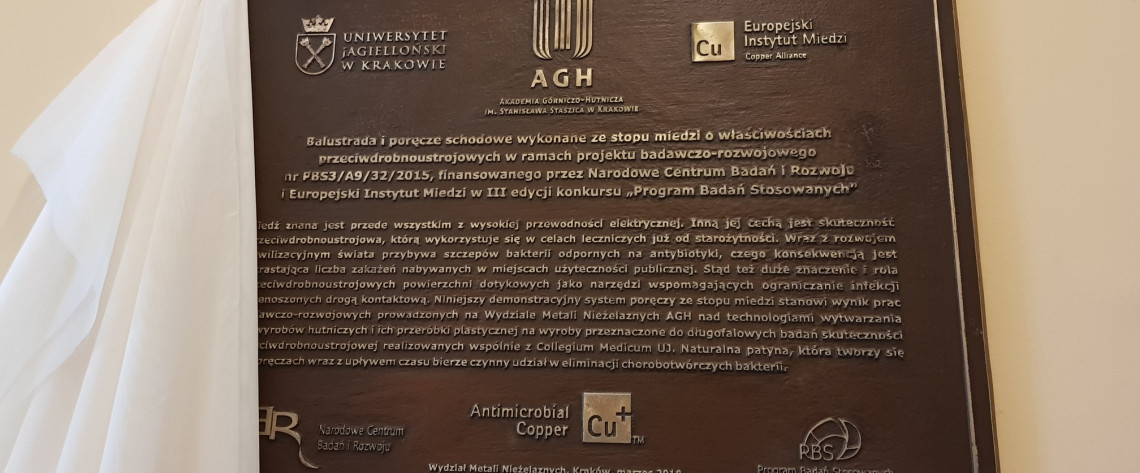 UNIWERSYTET
JAGIELLOŃSKI
W KRAKOWIE
AGH
AKADEMIA GÓRNICZO-HUTNICZA
IM. STANISŁAWA STASZICA W KRAKOWIE
Cu
Europejski
Instytut Miedzi
Copper Alliance
Balustrada i poręcze schodowe wykonane ze stopu miedzi o właściwościach
przeciwdrobnoustrojowych w ramach projektu badawczo-rozwojowego
nr PBS3/A9/32/2015, finansowanego przez Narodowe Centrum Badań i Rozwoju
i Europejski Instytut Miedzi w III edycji konkursu „Program Badań Stosowanych”
iedź znana jest przede wszystkim z wysokiej przewodności elektrycznej. Inną jej cechą jest skuteczność
rzeciwdrobnoustrojowa, którą wykorzystuje się w celach leczniczych już od starożytności. Wraz z rozwojem
wilizacyjnym świata przybywa szczepów bakterii odpornych na antybiotyki, czego konsekwencją jest
rastająca liczba zakażeń nabywanych w miejscach użyteczności publicznej. Stąd też duże znaczenie i rola
zeciwdrobnoustrojowych powierzchni dotykowych jako narzędzi wspomagających ograniczanie infekcji
enoszonych drogą kontaktową. Niniejszy demonstracyjny system poręczy ze stopu miedzi stanowi wynik prac
dawczo-rozwojowych prowadzonych na Wydziale Metali Nieżelaznych AGH nad technologiami wytwarzania
wyrobów hutniczych i ich przeróbki plastycznej na wyroby przeznaczone do długofalowych badań skuteczności
ciwdrobnoustrojowej realizowanych wspólnie z Collegium Medicum UJ. Naturalna patyna, która tworzy się
oręczach wraz z upływem czasu bierze czynny udział w eliminacji chorobotwórczych bakterii.
Narodowe Centrum
Badań i Rozwoju
Antimicrobial
Copper
Cu+
TM
PBS
Program Badań Stosowanych
Wydział Metali Nieżelaznych, Kraków, marzec